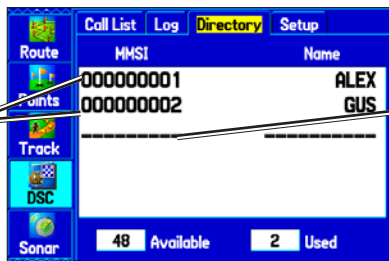 Call List Log Directory Setup
Route
MMSI Name
000000001 ALEX
Points
000000002 GUS
Track
--------- ----------
DSC
Sonar
48 Available 2 Used